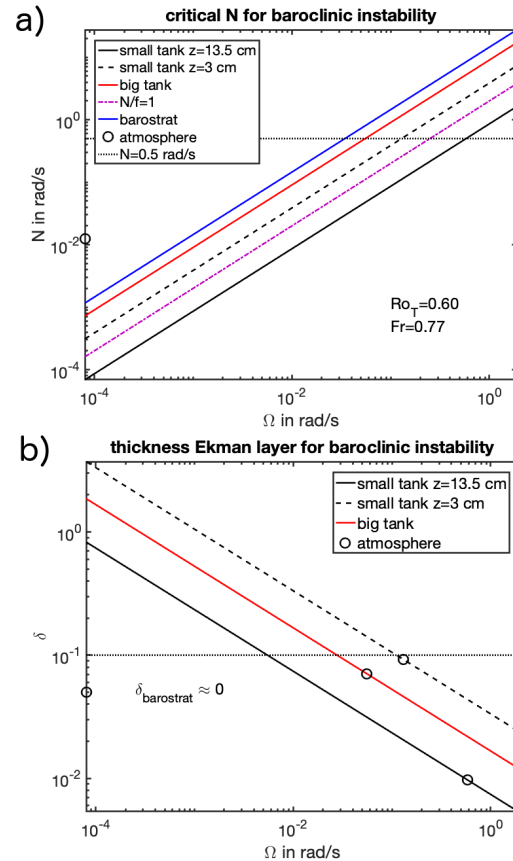 a)
critical N for baroclinic instability
small tank z=13.5 cm
small tank z=3 cm
big tank
N/f=1
barostrat
atmosphere
N=0.5 rad/s
10^0
10^-2
10^-4
N in rad/s
Ro_T=0.60
Fr=0.77
10^-4
10^-2
10^0
Ω in rad/s
b)
thickness Ekman layer for baroclinic instability
small tank z=13.5 cm
small tank z=3 cm
big tank
atmosphere
10^0
10^-1
10^-2
δ
δ_barostrat ≈ 0
10^-4
10^-2
10^0
Ω in rad/s